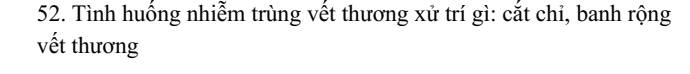 52. Tình huống nhiễm trùng vết thương xử trí gì: cắt chỉ, banh rộng
vết thương